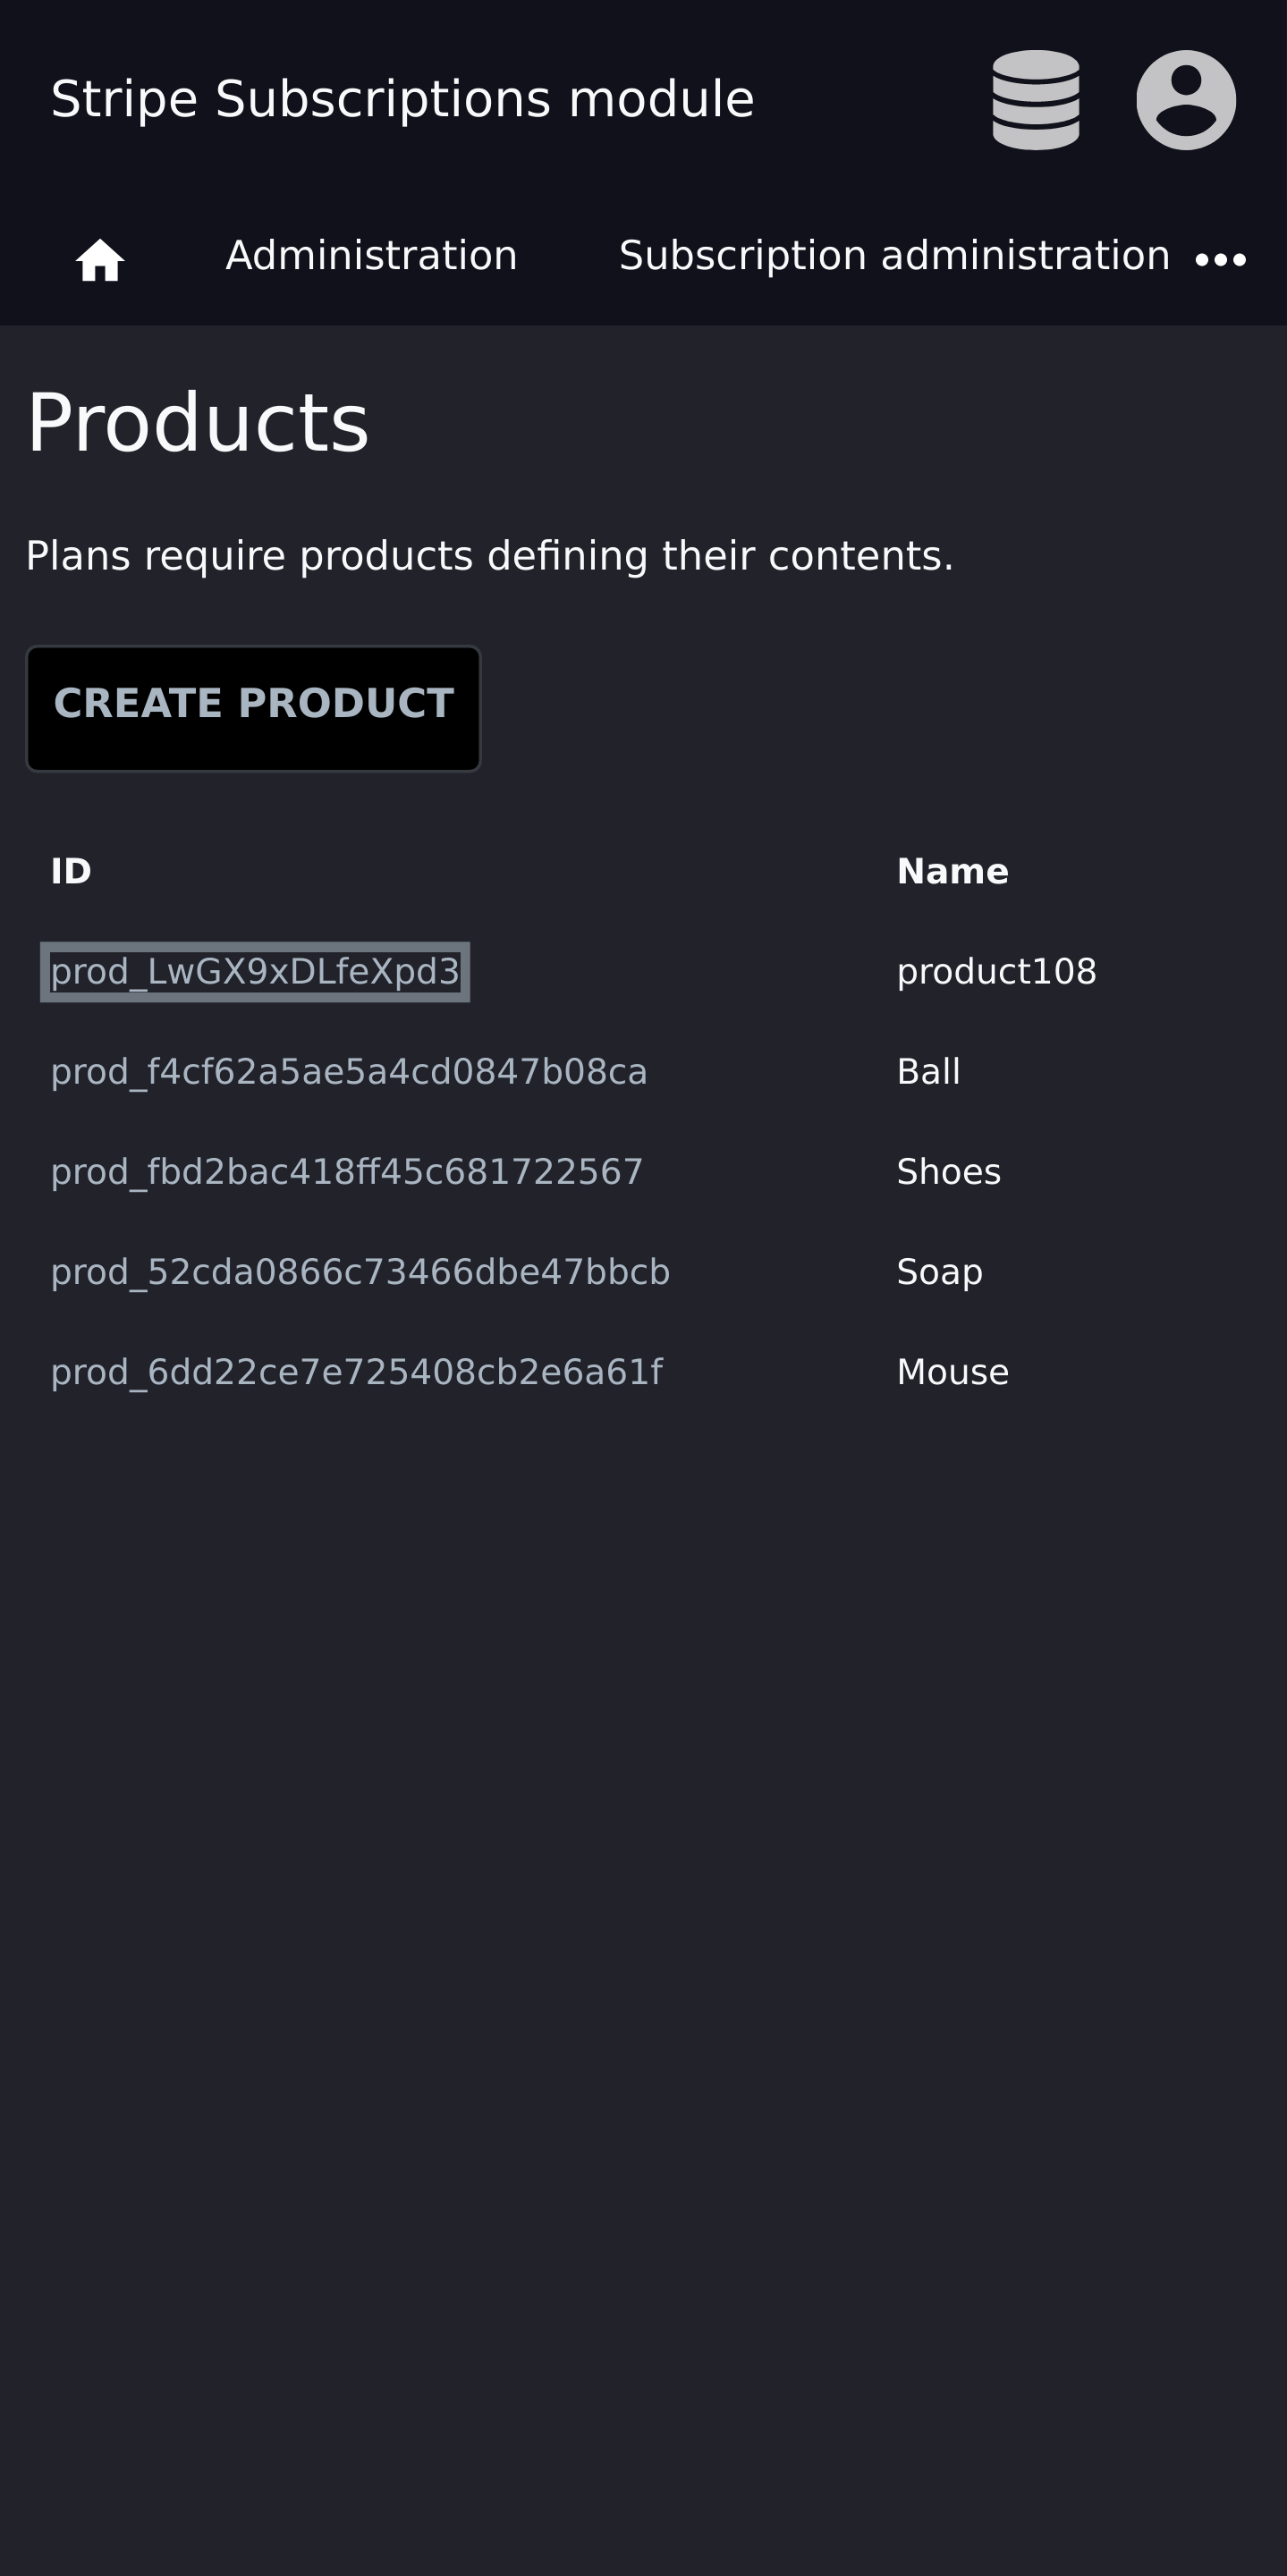 Stripe Subscriptions module
Administration Subscription administration •••
Products
Plans require products defining their contents.
CREATE PRODUCT
ID Name
prod_LwGX9xDLfeXpd3 product108
prod_f4cf62a5ae5a4cd0847b08ca Ball
prod_fbd2bac418ff45c681722567 Shoes
prod_52cda0866c73466dbe47bbcb Soap
prod_6dd22ce7e725408cb2e6a61f Mouse